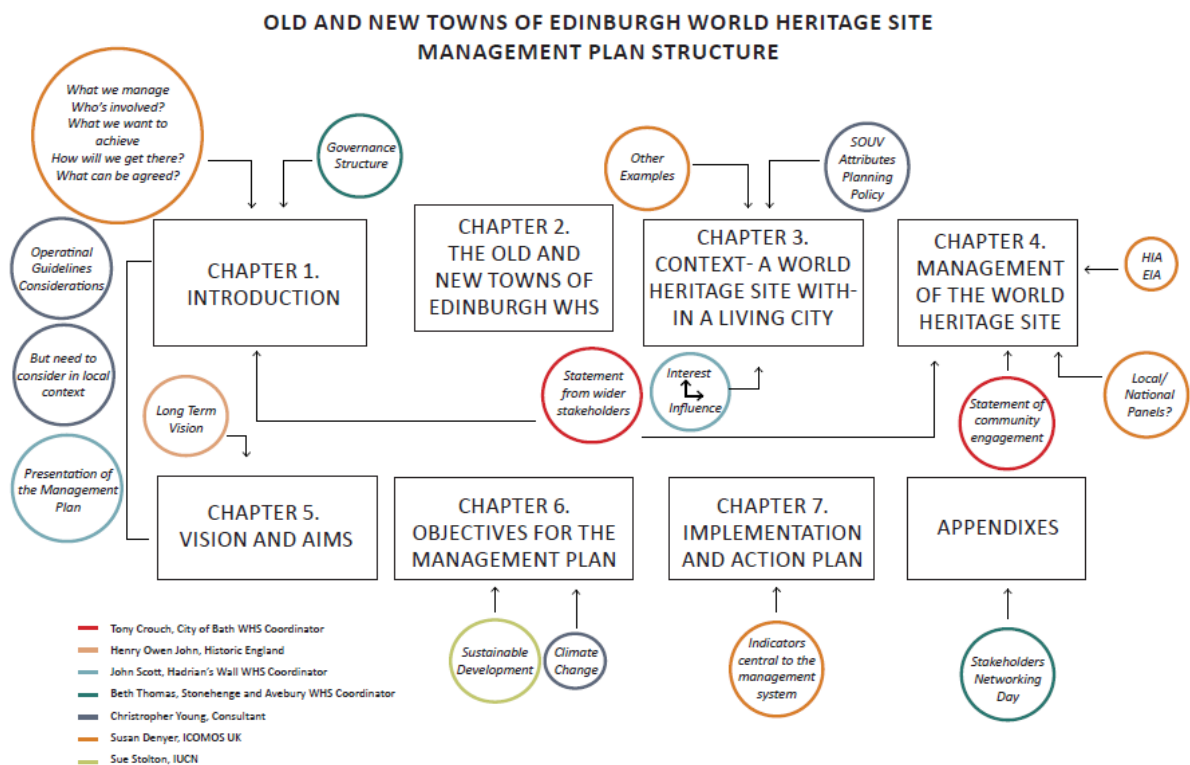 OLD AND NEW TOWNS OF EDINBURGH WORLD HERITAGE SITE
MANAGEMENT PLAN STRUCTURE
What we manage
Who's involved?
What we want to
achieve
How will we get there?
What can be agreed?
Governance
Structure
Other
Examples
SOUV
Attributes
Planning
Policy
Operatinal
Guidelines
Considerations
CHAPTER 1.
INTRODUCTION
CHAPTER 2.
THE OLD AND
NEW TOWNS OF
EDINBURGH WHS
CHAPTER 3.
CONTEXT- A WORLD
HERITAGE SITE WITH-
IN A LIVING CITY
CHAPTER 4.
MANAGEMENT
OF THE WORLD
HERITAGE SITE
HIA
EIA
But need to
consider in local
context
Long Term
Vision
Statement
from wider
stakeholders
Interest
Influence
Statement of
community
engagement
Local/
National
Panels?
Presentation of
the Management
Plan
CHAPTER 5.
VISION AND AIMS
CHAPTER 6.
OBJECTIVES FOR THE
MANAGEMENT PLAN
CHAPTER 7.
IMPLEMENTATION
AND ACTION PLAN
APPENDIXES
Sustainable
Development
Climate
Change
Indicators
central to the
management
system
Stakeholders
Networking
Day
Tony Crouch, City of Bath WHS Coordinator
Henry Owen John, Historic England
John Scott, Hadrian's Wall WHS Coordinator
Beth Thomas, Stonehenge and Avebury WHS Coordinator
Christopher Young, Consultant
Susan Denyer, ICOMOS UK
Sue Stolton, IUCN